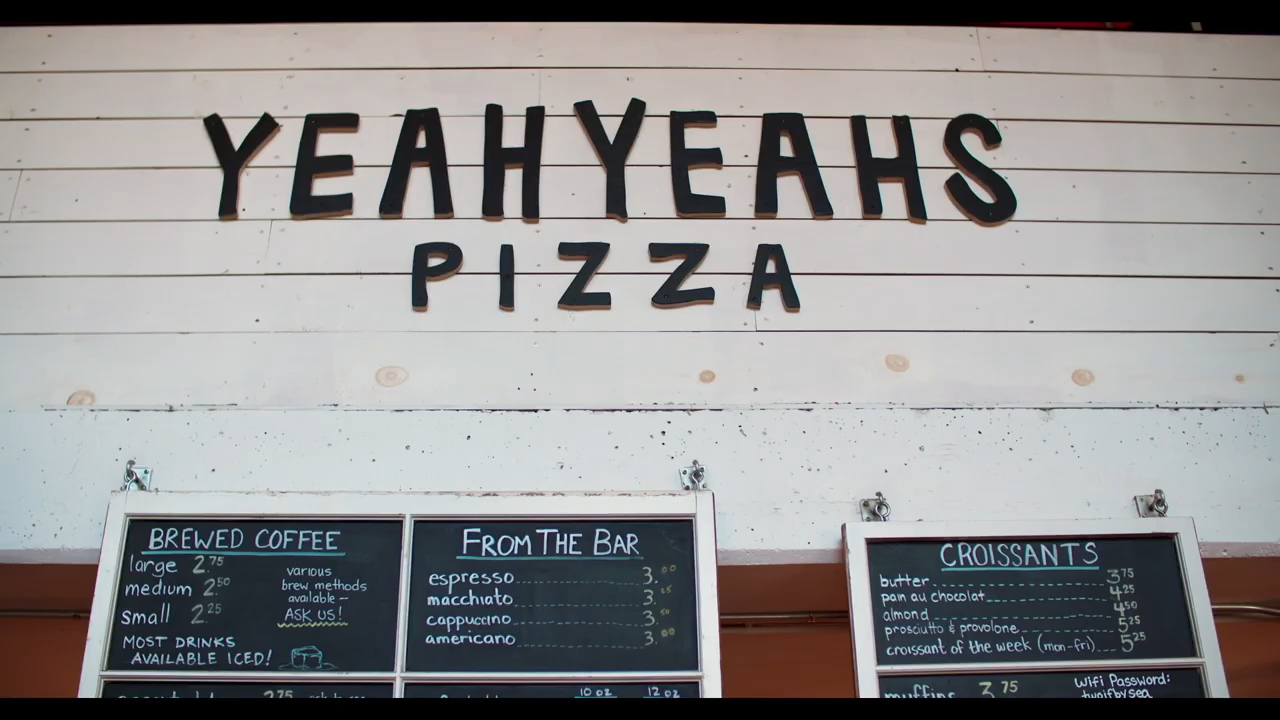 YEAHYEAHS
PIZZA
BREWED COFFEE
large 2.75
medium 2.50
small 2.25
various
brew methods
available –
ASK US!
MOST DRINKS
AVAILABLE ICED!
FROM THE BAR
espresso 3.00
macchiato 3.25
cappuccino 3.50
americano 3.00
10 OZ 12 OZ
CROISSANTS
butter 3.75
pain au chocolat 4.25
almond 4.50
prosciutto & provolone 5.25
croissant of the week (mon-fri) 5.25
muffins 3.75
Wifi Password: